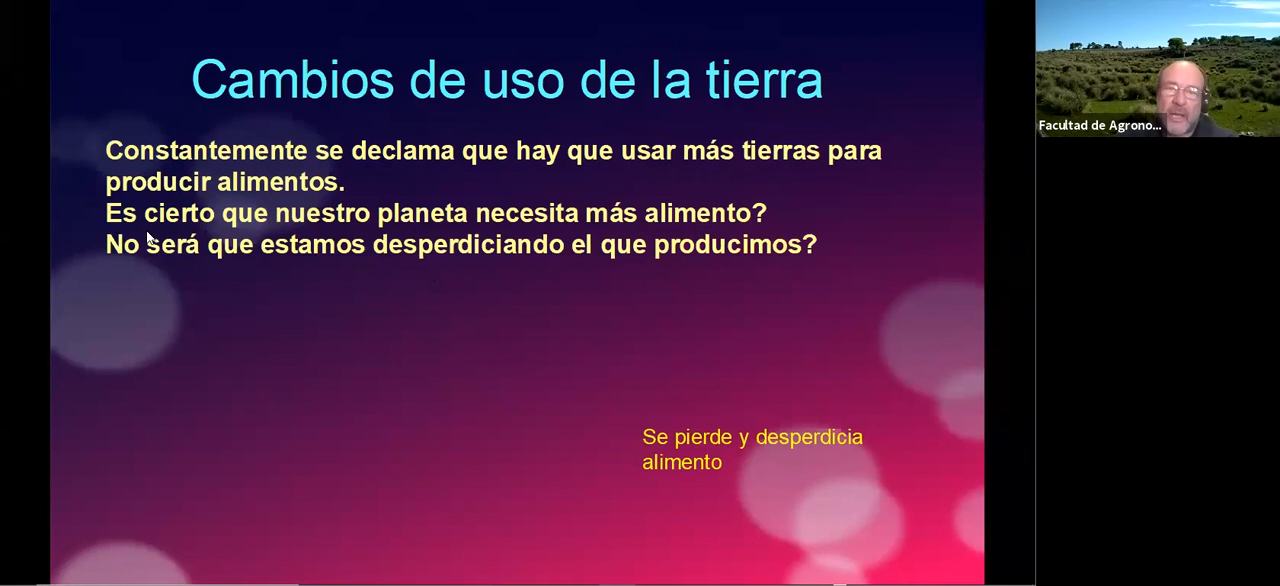 Cambios de uso de la tierra
Constantemente se declama que hay que usar más tierras para
producir alimentos.
Es cierto que nuestro planeta necesita más alimento?
No será que estamos desperdiciando el que producimos?
Se pierde y desperdicia
alimento
Facultad de Agrono...